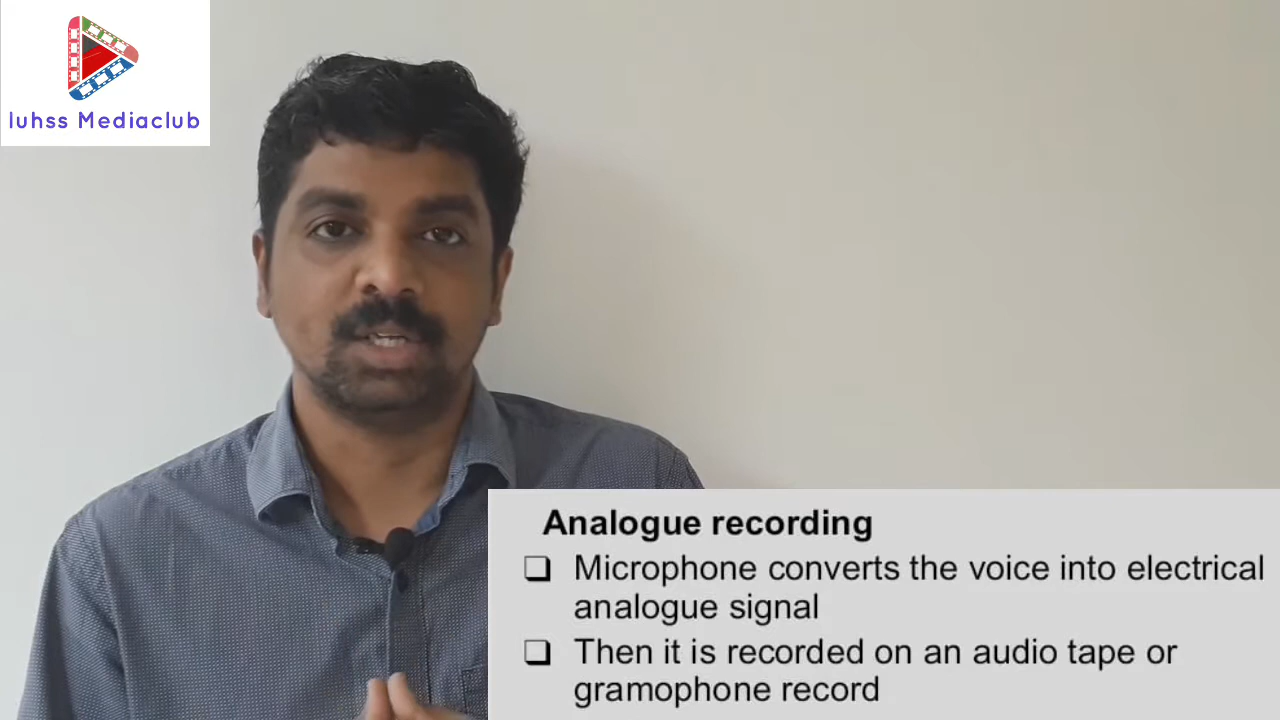 luhss Mediaclub
Analogue recording
Microphone converts the voice into electrical
analogue signal
Then it is recorded on an audio tape or
gramophone record